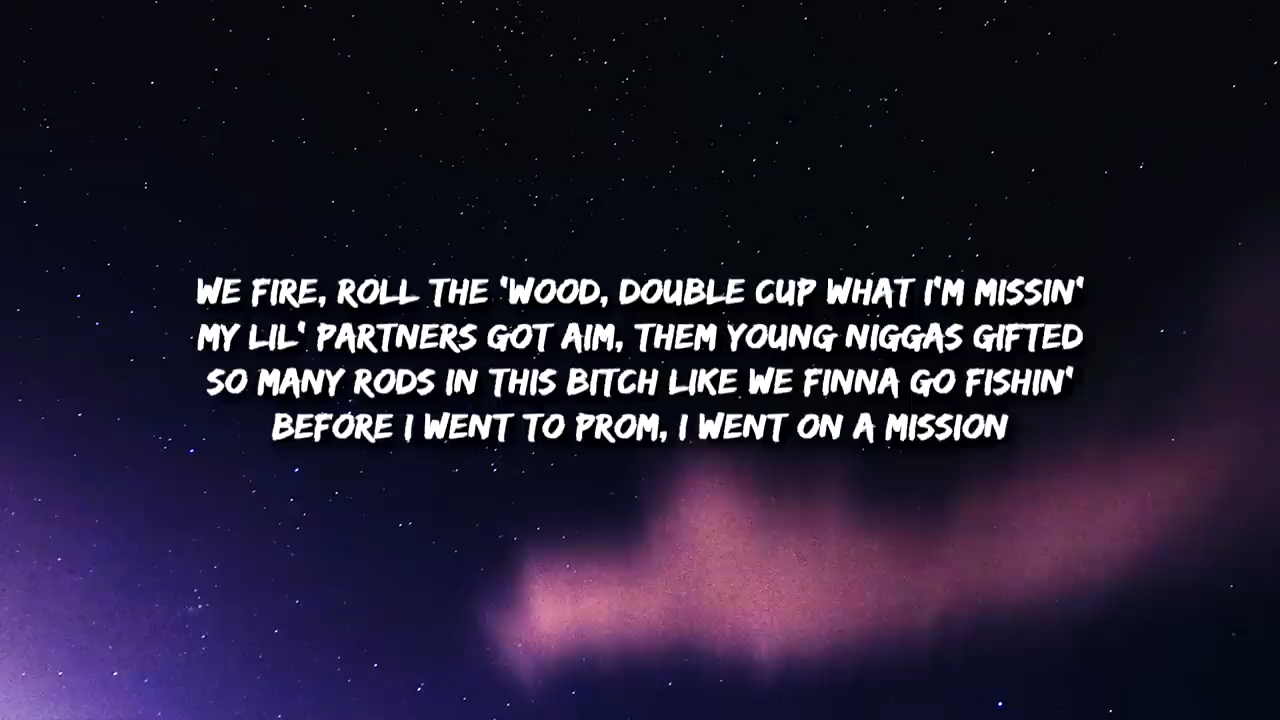 WE FIRE, ROLL THE 'WOOD, DOUBLE CUP WHAT I'M MISSIN'
MY LIL' PARTNERS GOT AIM, THEM YOUNG NIGGAS GIFTED
SO MANY RODS IN THIS BITCH LIKE WE FINNA GO FISHIN'
BEFORE I WENT TO PROM, I WENT ON A MISSION